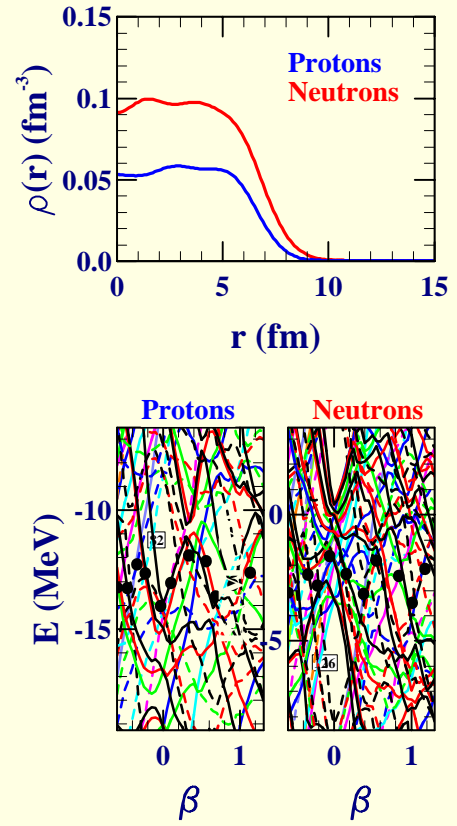 ρ(r) (fm-3)
0.15
0.1
0.05
0.0
Protons
Neutrons
0 5 10 15
r (fm)
Protons Neutrons
E (MeV)
-10
-15
0
-5
0 1
0 1
β β